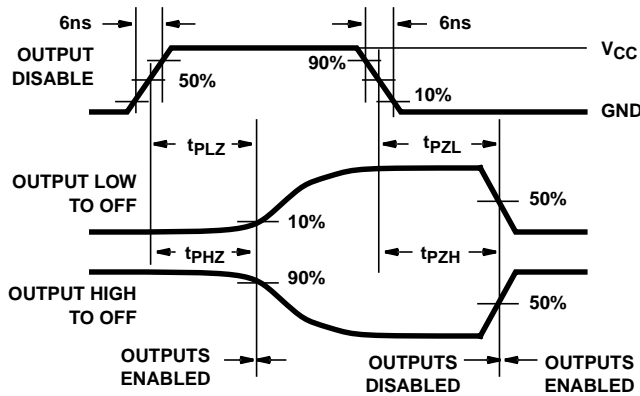 6ns
6ns
OUTPUT
DISABLE
50%
90%
10%
VCC
GND
tPLZ
tPZL
OUTPUT LOW
TO OFF
10%
50%
tPHZ
tPZH
OUTPUT HIGH
TO OFF
90%
50%
OUTPUTS
ENABLED
OUTPUTS
DISABLED
OUTPUTS
ENABLED